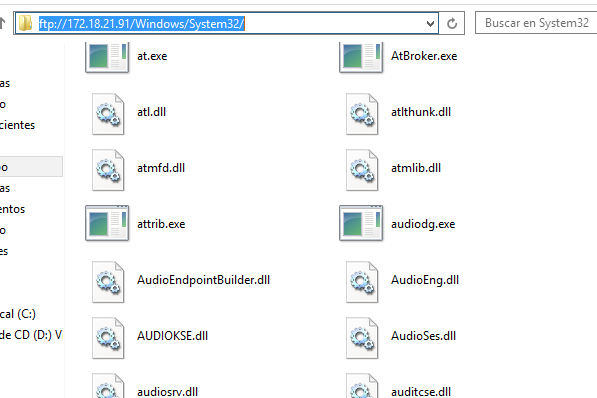 ftp://172.18.21.91/Windows/System32/
Buscar en System32
at.exe
AtBroker.exe
as
o
atl.dll
atlthunk.dll
cientes
po
atmfd.dll
atmlib.dll
as
entos
o
attrib.exe
audiodg.exe
es
AudioEndpointBuilder.dll
AudioEng.dll
cal (C:)
de CD (D:) V
AUDIOKSE.dll
AudioSes.dll
audiosrv.dll
auditcse.dll